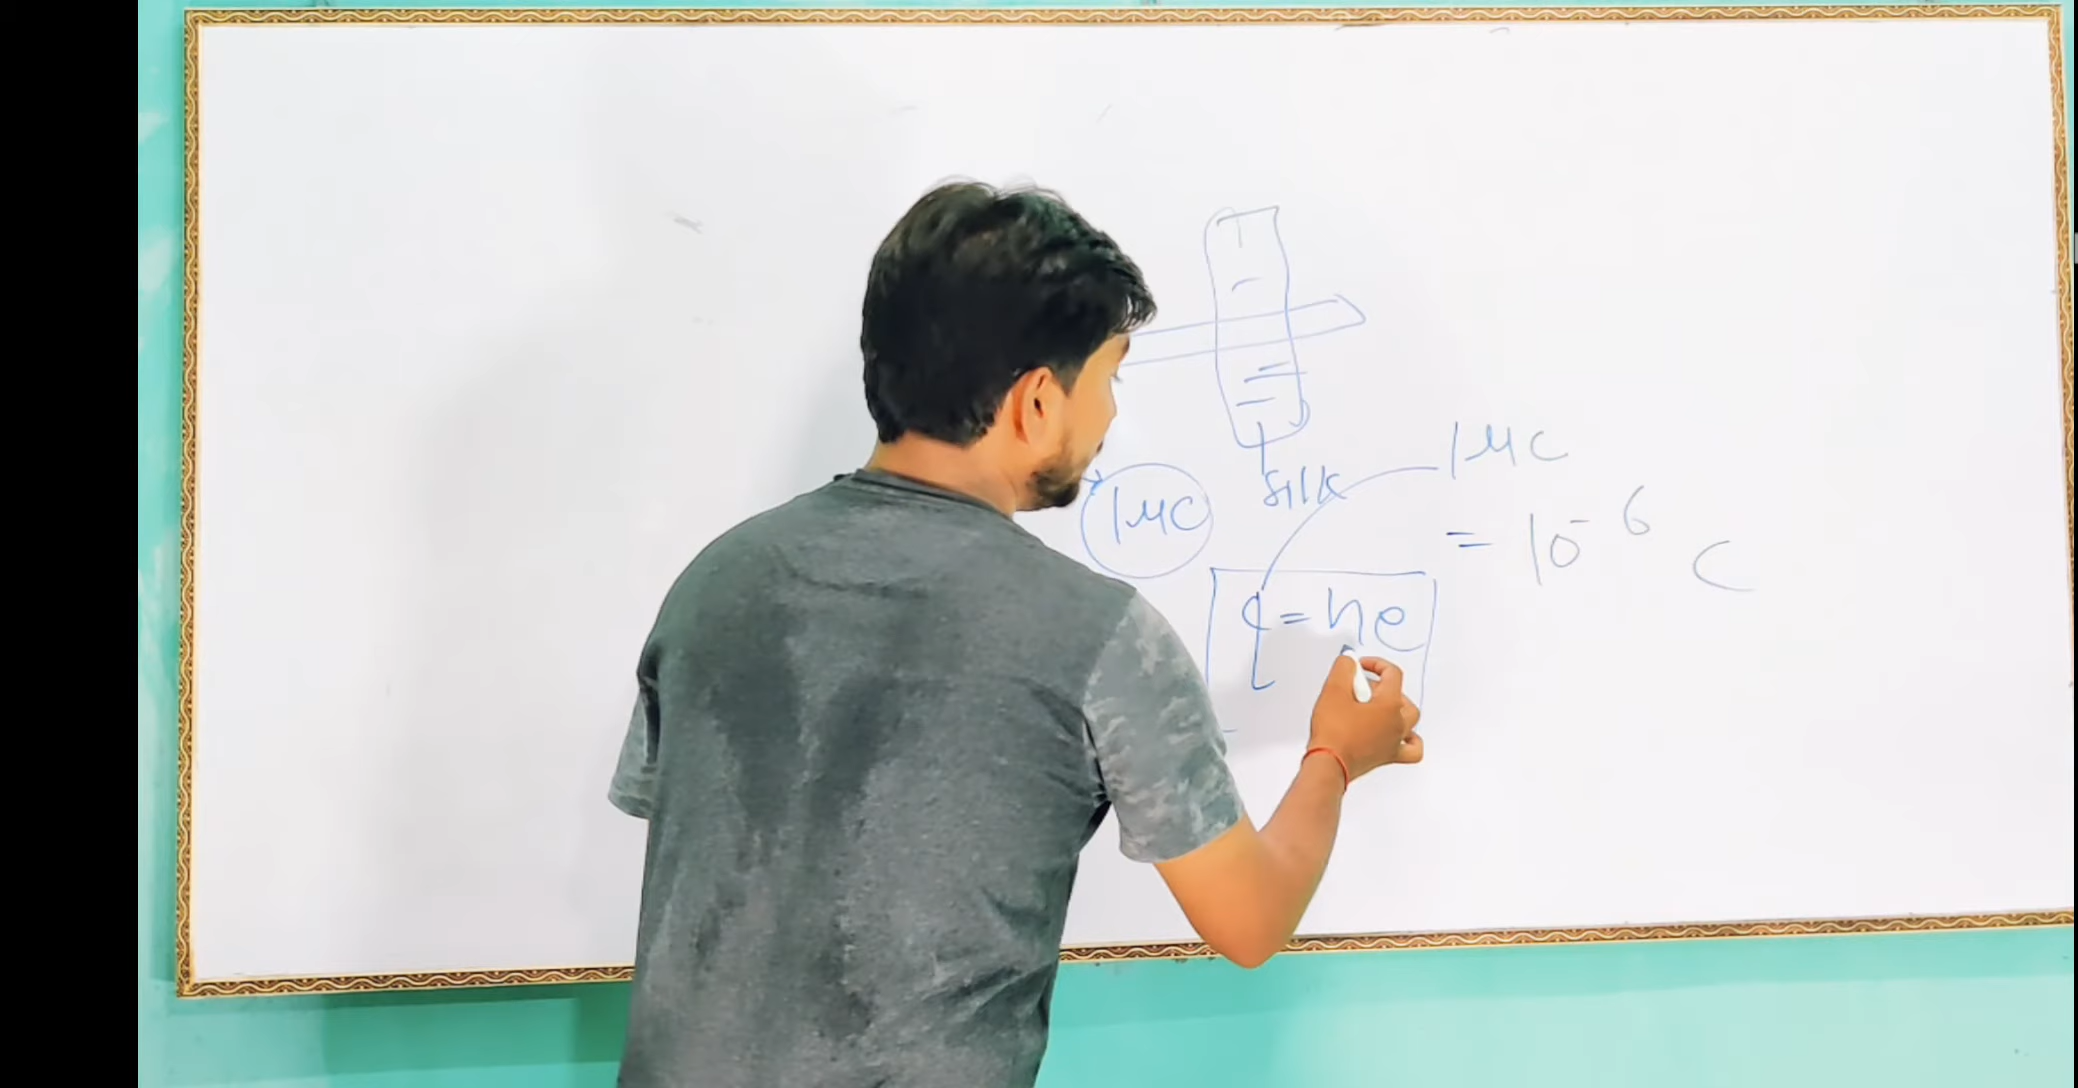 silk
1μC
1μC
= 10⁻⁶ C
q = ne